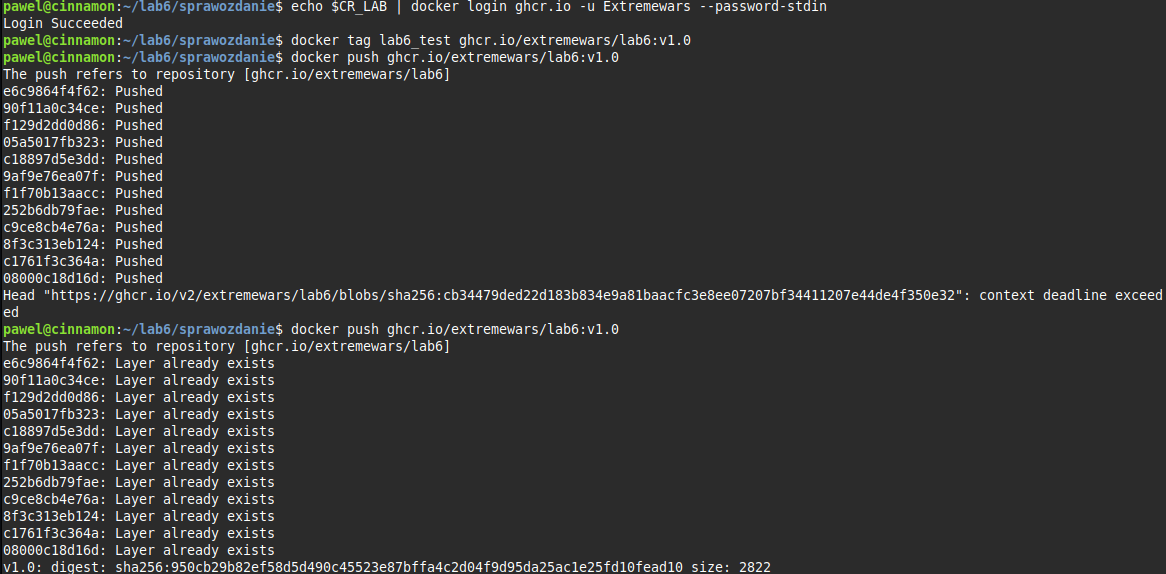 pawel@cinnamon:~/lab6/sprawozdanie$ echo $CR_LAB | docker login ghcr.io -u Extremewars --password-stdin
Login Succeeded
pawel@cinnamon:~/lab6/sprawozdanie$ docker tag lab6_test ghcr.io/extremewars/lab6:v1.0
pawel@cinnamon:~/lab6/sprawozdanie$ docker push ghcr.io/extremewars/lab6:v1.0
The push refers to repository [ghcr.io/extremewars/lab6]
e6c9864f4f62: Pushed
90f11a0c34ce: Pushed
f129d2dd0d86: Pushed
05a5017fb323: Pushed
c18897d5e3dd: Pushed
9af9e76ea07f: Pushed
f1f70b13aacc: Pushed
252b6db79fae: Pushed
c9ce8cb4e76a: Pushed
8f3c313eb124: Pushed
c1761f3c364a: Pushed
08000c18d16d: Pushed
Head "https://ghcr.io/v2/extremewars/lab6/blobs/sha256:cb34479ded22d183b834e9a81baacfc3e8ee07207bf34411207e44de4f350e32": context deadline exceed
ed
pawel@cinnamon:~/lab6/sprawozdanie$ docker push ghcr.io/extremewars/lab6:v1.0
The push refers to repository [ghcr.io/extremewars/lab6]
e6c9864f4f62: Layer already exists
90f11a0c34ce: Layer already exists
f129d2dd0d86: Layer already exists
05a5017fb323: Layer already exists
c18897d5e3dd: Layer already exists
9af9e76ea07f: Layer already exists
f1f70b13aacc: Layer already exists
252b6db79fae: Layer already exists
c9ce8cb4e76a: Layer already exists
8f3c313eb124: Layer already exists
c1761f3c364a: Layer already exists
08000c18d16d: Layer already exists
v1.0: digest: sha256:950cb29b82ef58d5d490c45523e87bffa4c2d04f9d95da25ac1e25fd10fead10 size: 2822